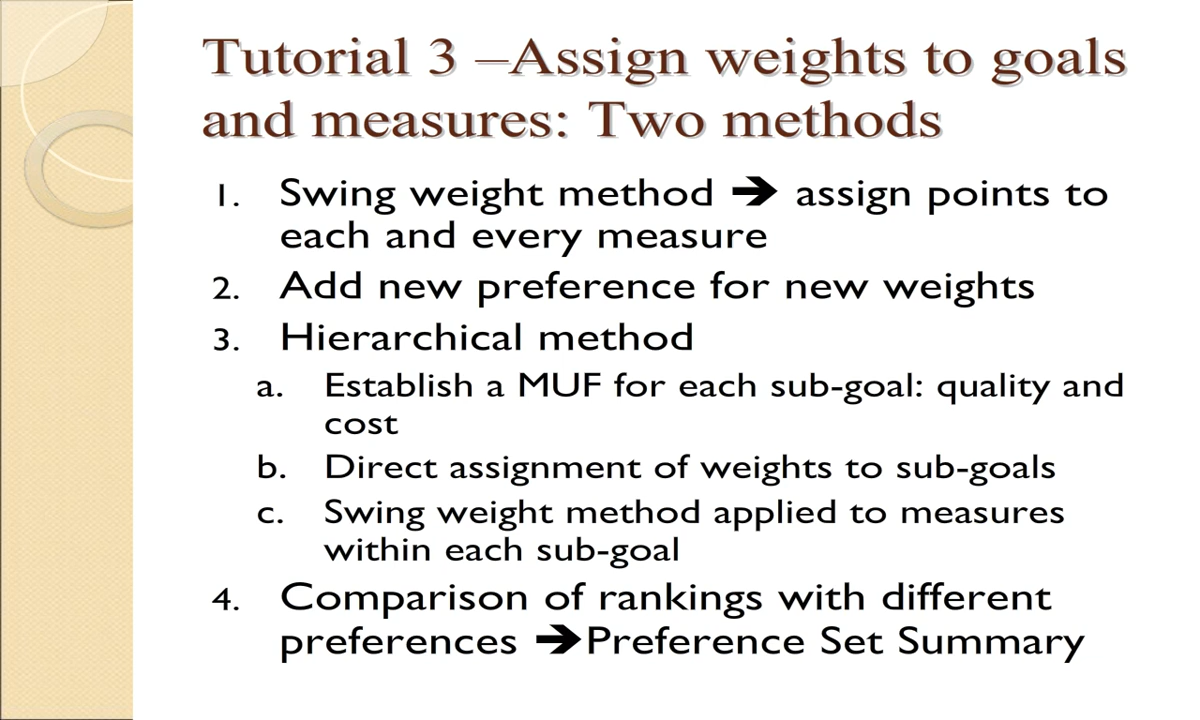 Tutorial 3 –Assign weights to goals
and measures: Two methods
1. Swing weight method ➔ assign points to
each and every measure
2. Add new preference for new weights
3. Hierarchical method
a. Establish a MUF for each sub-goal: quality and
cost
b. Direct assignment of weights to sub-goals
c. Swing weight method applied to measures
within each sub-goal
4. Comparison of rankings with different
preferences ➔Preference Set Summary